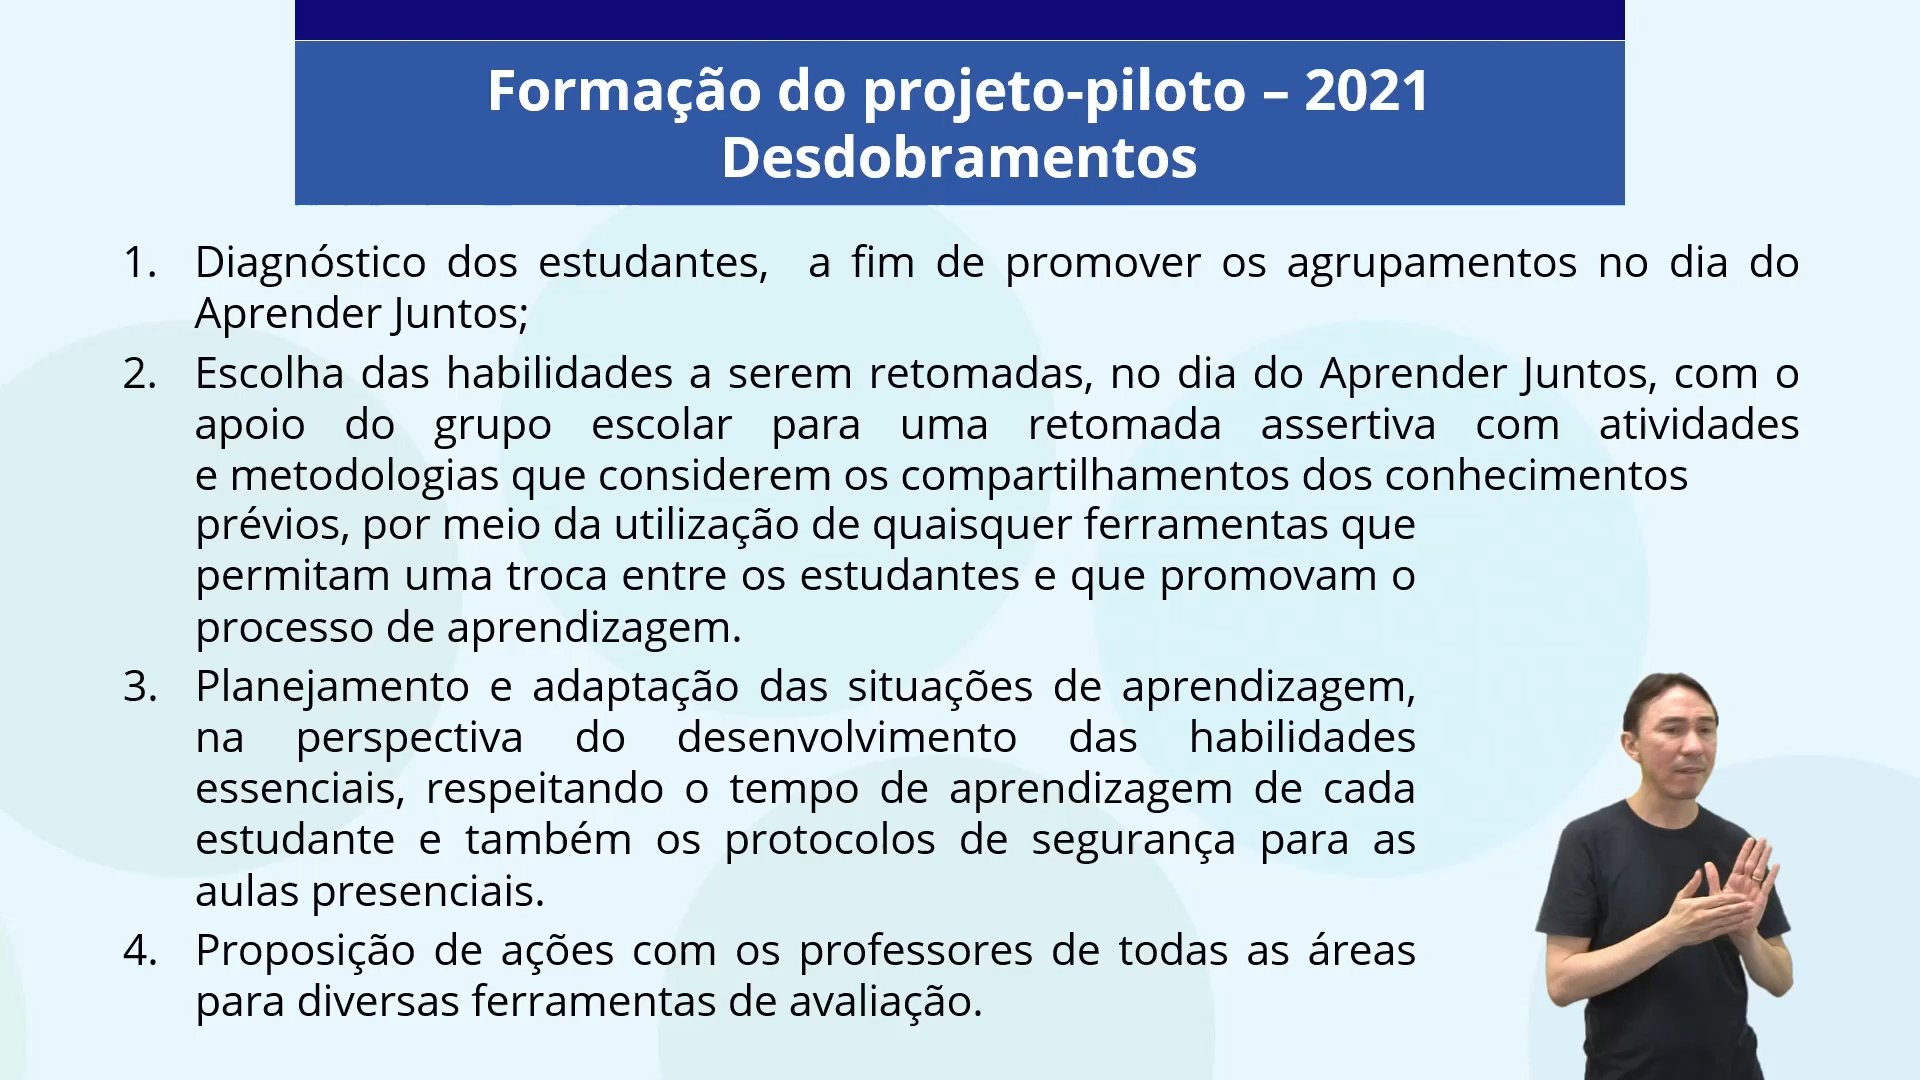 Formação do projeto-piloto – 2021
Desdobramentos
1. Diagnóstico dos estudantes, a fim de promover os agrupamentos no dia do
Aprender Juntos;
2. Escolha das habilidades a serem retomadas, no dia do Aprender Juntos, com o
apoio do grupo escolar para uma retomada assertiva com atividades
e metodologias que considerem os compartilhamentos dos conhecimentos
prévios, por meio da utilização de quaisquer ferramentas que
permitam uma troca entre os estudantes e que promovam o
processo de aprendizagem.
3. Planejamento e adaptação das situações de aprendizagem,
na perspectiva do desenvolvimento das habilidades
essenciais, respeitando o tempo de aprendizagem de cada
estudante e também os protocolos de segurança para as
aulas presenciais.
4. Proposição de ações com os professores de todas as áreas
para diversas ferramentas de avaliação.